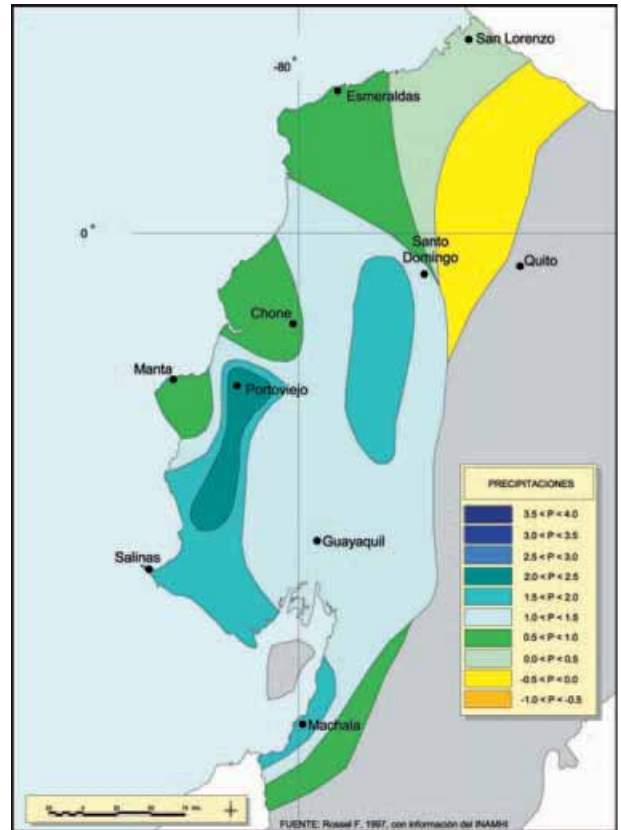 San Lorenzo
-80°
Esmeraldas
0°
Santo
Domingo
Quito
Chone
Manta
Portoviejo
PRECIPITACIONES
3.5 < P < 4.0
3.0 < P < 3.5
2.5 < P < 3.0
2.0 < P < 2.5
1.5 < P < 2.0
1.0 < P < 1.5
0.5 < P < 1.0
0.0 < P < 0.5
-0.5 < P < 0.0
-1.0 < P < -0.5
Guayaquil
Salinas
Machala
FUENTE: Rossel F. 1997, con información del INAMHI